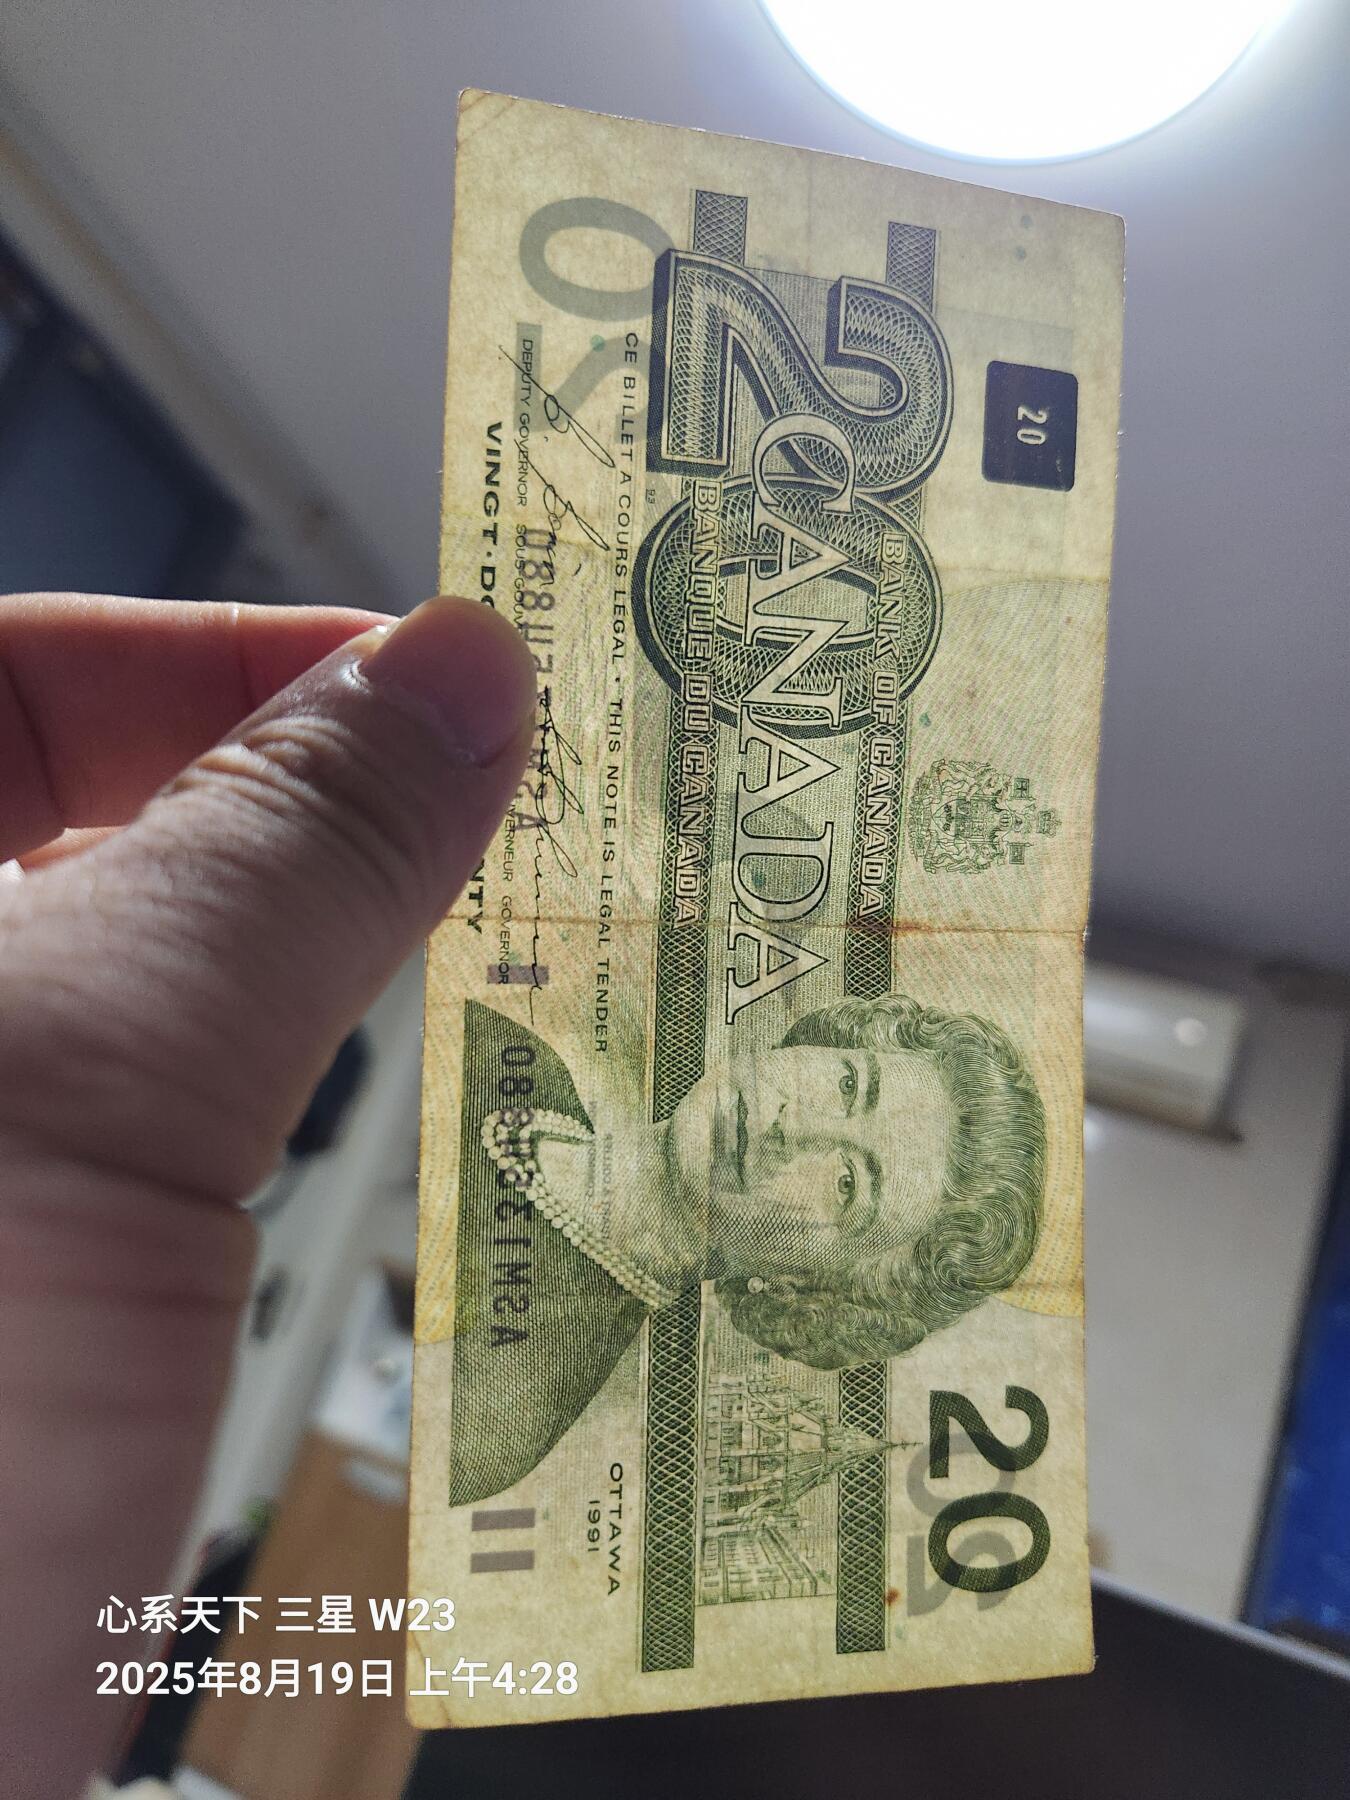 20
20
BANK OF CANADA
CANADA
BANQUE DU CANADA
CE BILLET A COURS LÉGAL · THIS NOTE IS LEGAL TENDER
DEPUTY GOVERNOR
GOVERNOR
VINGT·
OTTAWA
1991
20
心系天下 三星 W23
2025年8月19日 上午4:28